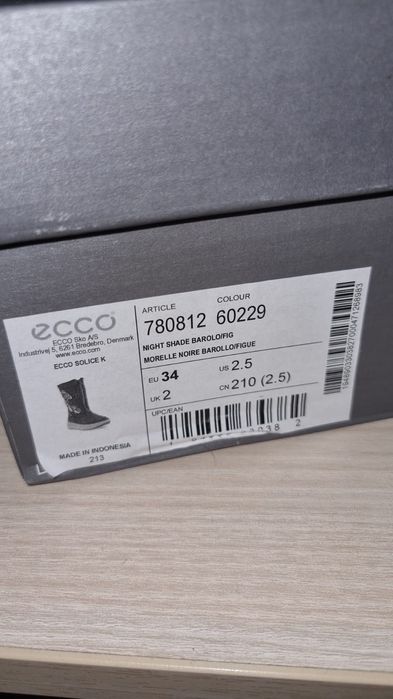 ecco
ECCO Sko A/S
Industrivej 5, 6261 Bredebro, Denmark
www.ecco.com
ECCO SOLICE K
MADE IN INDONESIA
213
ARTICLE COLOUR
780812 60229
NIGHT SHADE BAROLO/FIG
MORELLE NOIRE BAROLLO/FIGUE
EU 34 US 2.5
UK 2 CN 210 (2.5)
UPC/EAN